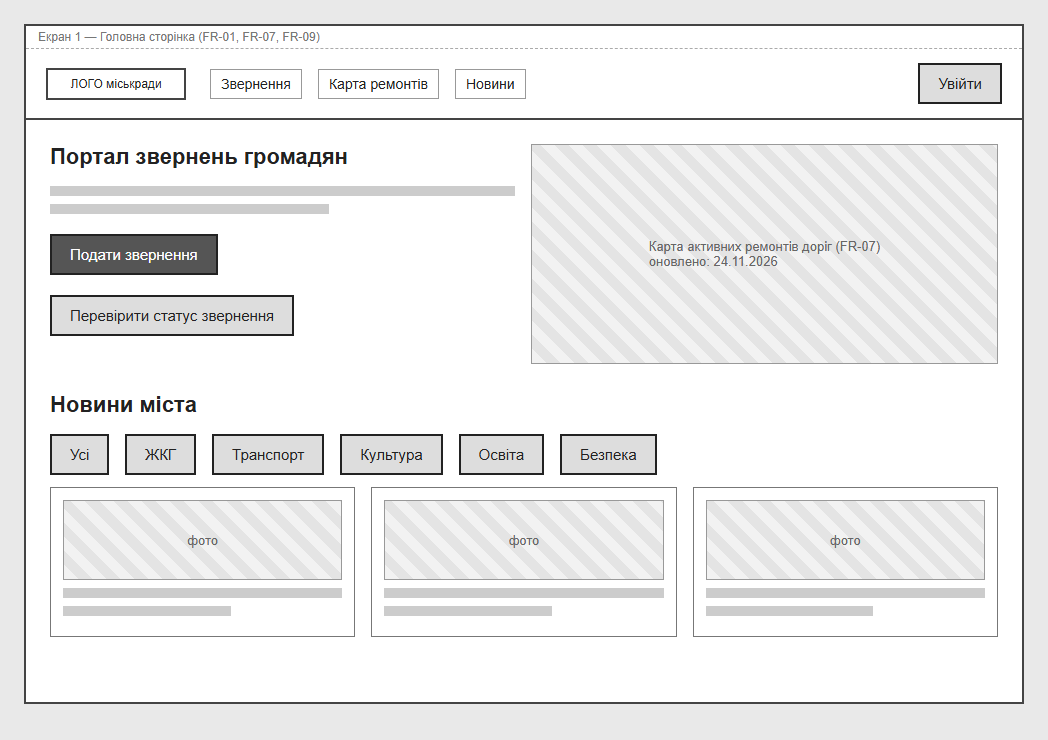 Екран 1 — Головна сторінка (FR-01, FR-07, FR-09)
ЛОГО міськради
Звернення
Карта ремонтів
Новини
Увійти
Портал звернень громадян
Подати звернення
Перевірити статус звернення
Карта активних ремонтів доріг (FR-07)
оновлено: 24.11.2026
Новини міста
Усі
ЖКГ
Транспорт
Культура
Освіта
Безпека
фото
фото
фото